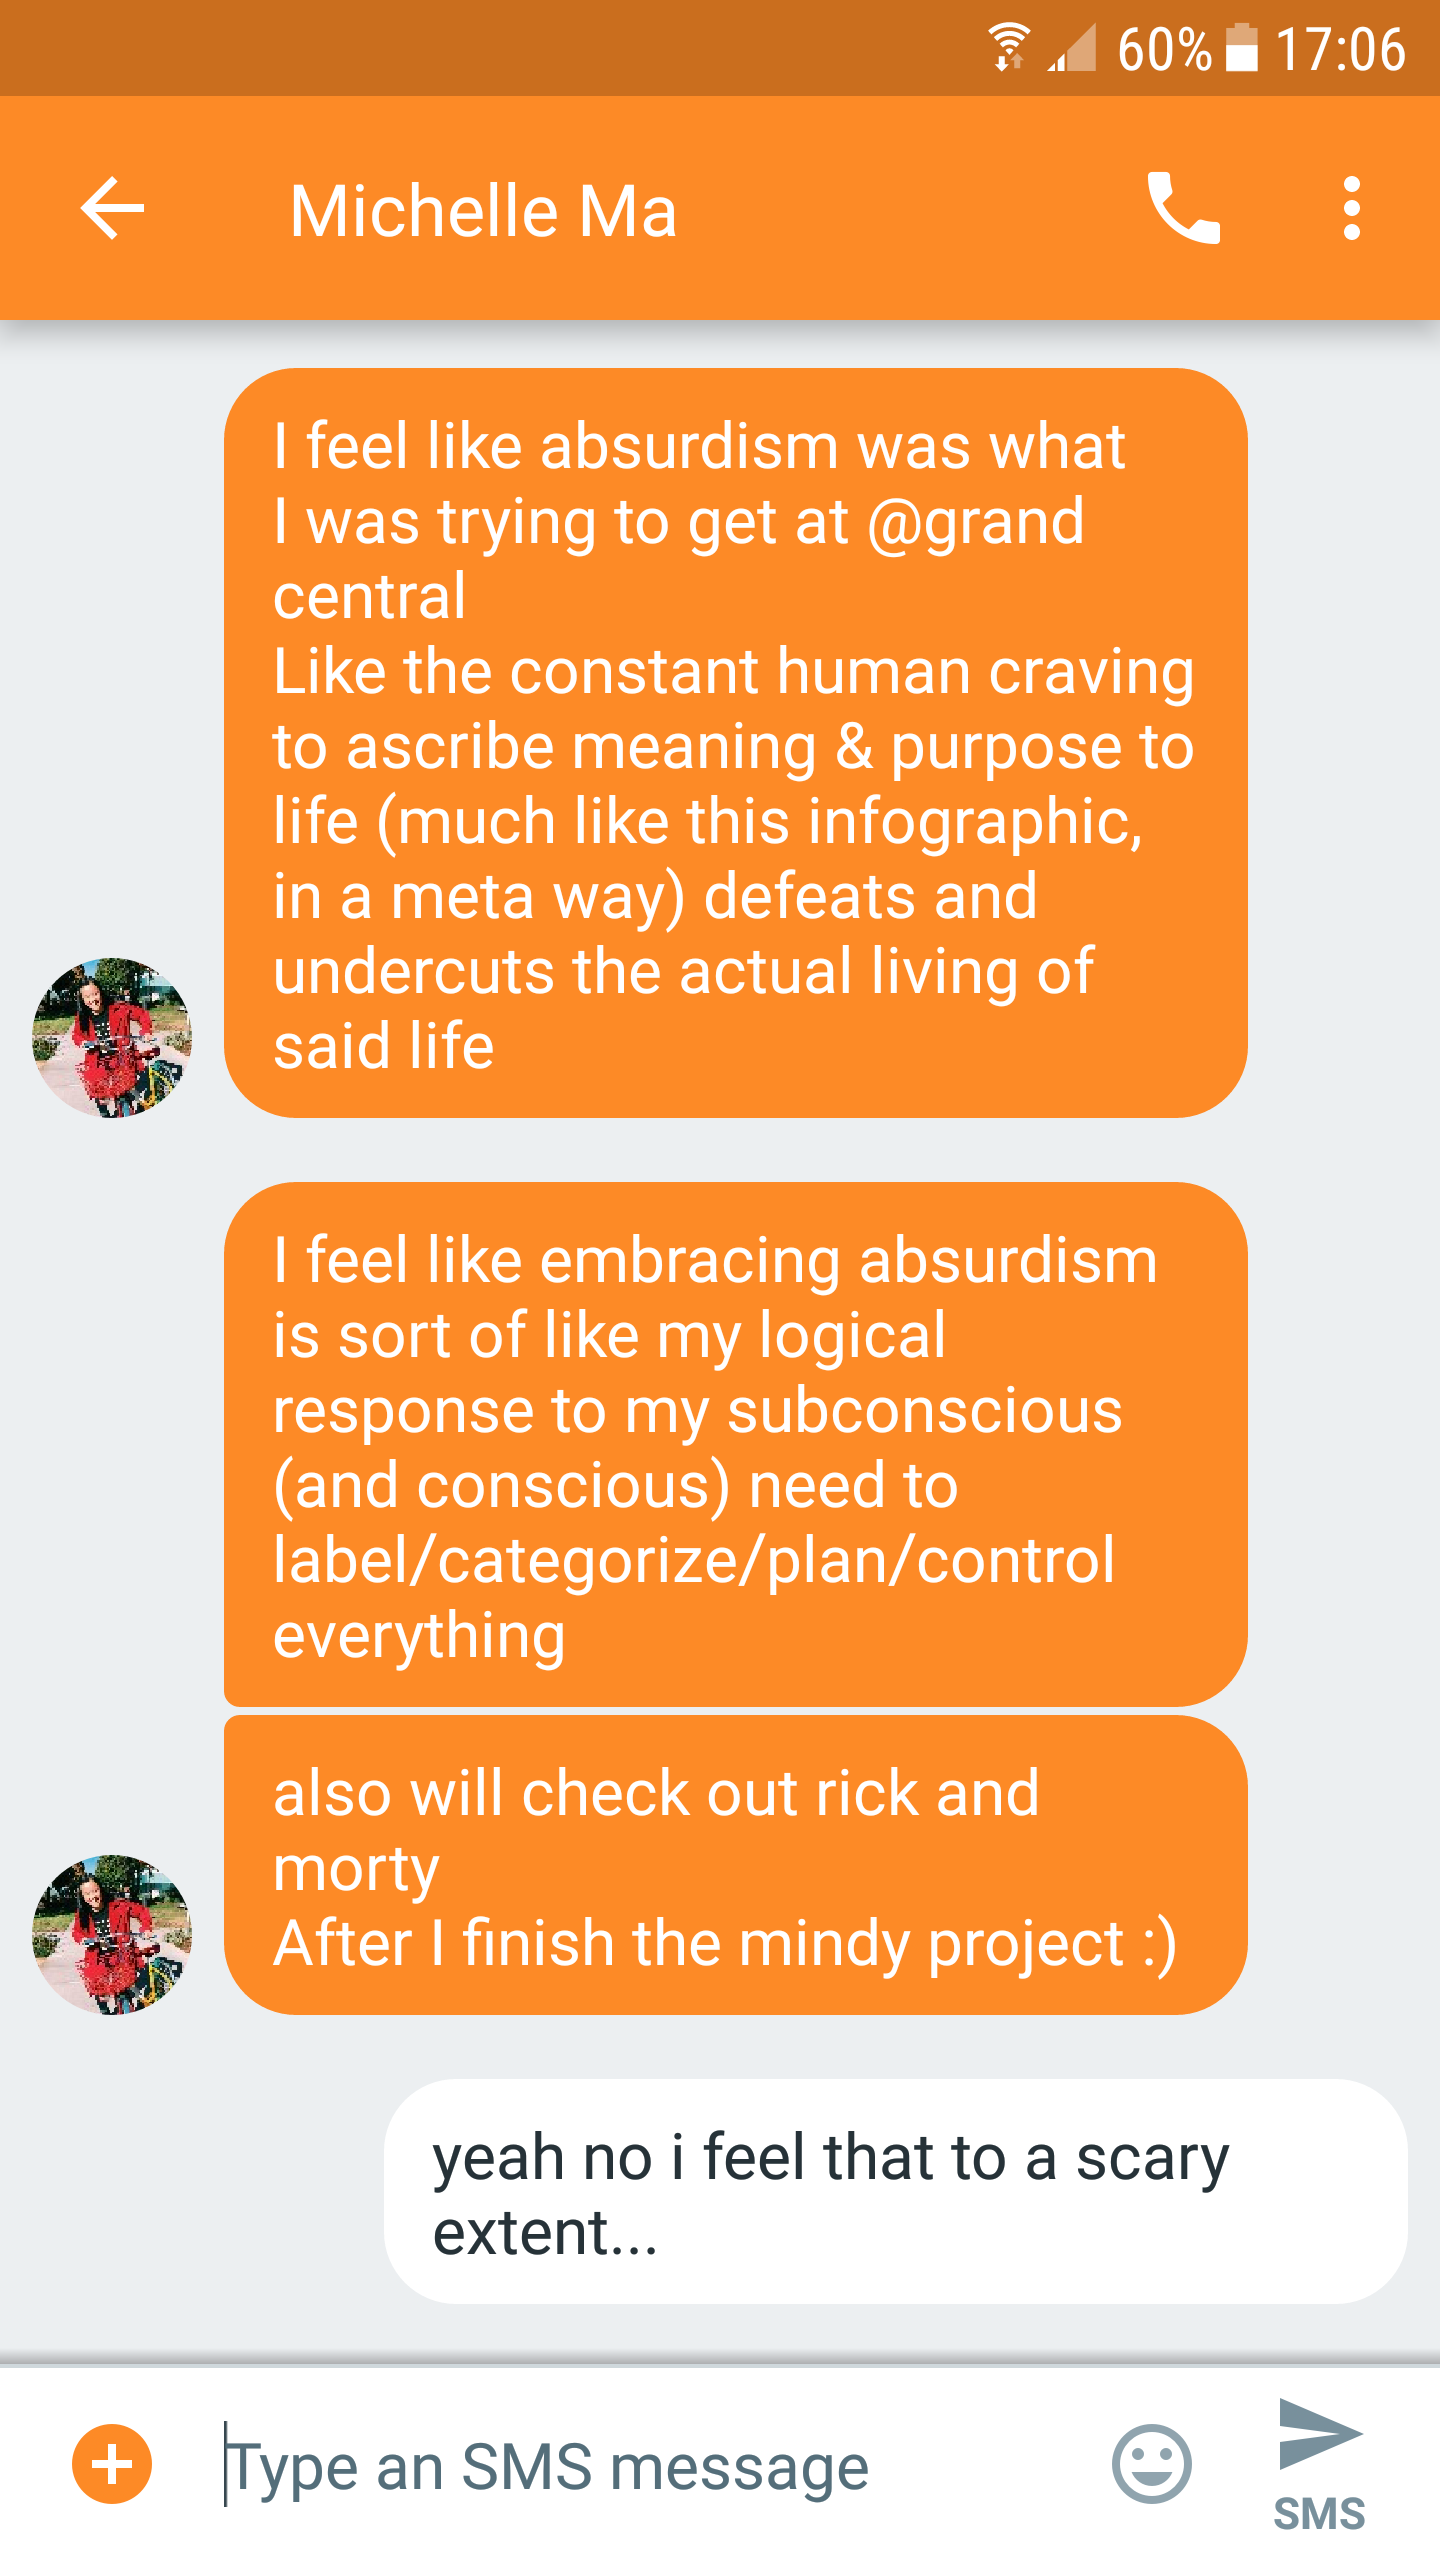 60% 17:06
Michelle Ma
I feel like absurdism was what
I was trying to get at @grand
central
Like the constant human craving
to ascribe meaning & purpose to
life (much like this infographic,
in a meta way) defeats and
undercuts the actual living of
said life
I feel like embracing absurdism
is sort of like my logical
response to my subconscious
(and conscious) need to
label/categorize/plan/control
everything
also will check out rick and
morty
After I finish the mindy project :)
yeah no i feel that to a scary
extent...
Type an SMS message
SMS